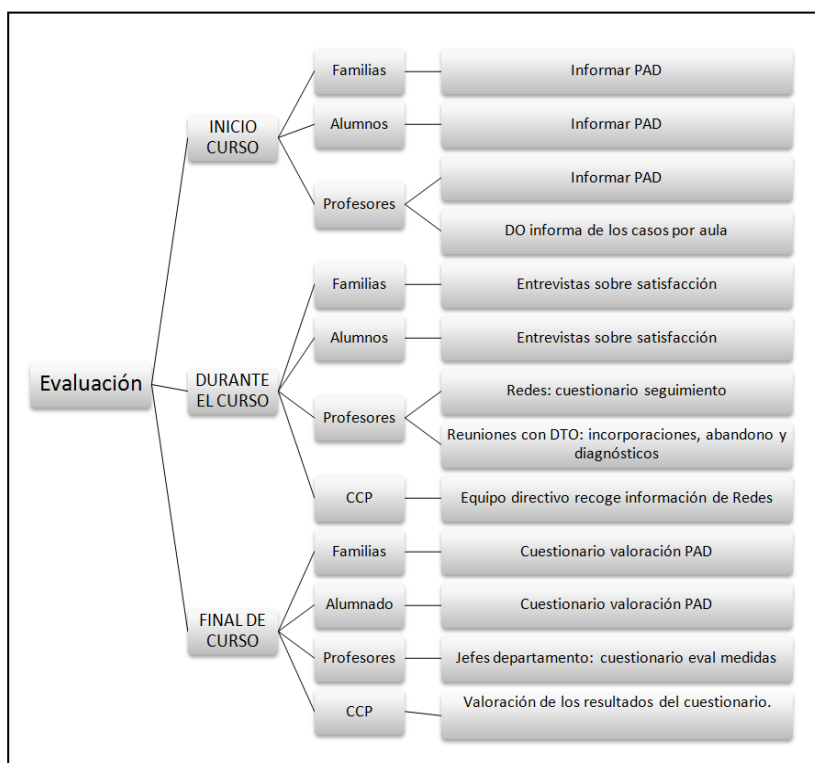 Familias
Informar PAD
INICIO
CURSO
Alumnos
Informar PAD
Profesores
Informar PAD
DO informa de los casos por aula
Evaluación
DURANTE
EL CURSO
Familias
Entrevistas sobre satisfacción
Alumnos
Entrevistas sobre satisfacción
Profesores
Redes: cuestionario seguimiento
Reuniones con DTO: incorporaciones, abandono y
diagnósticos
CCP
Equipo directivo recoge información de Redes
FINAL DE
CURSO
Familias
Cuestionario valoración PAD
Alumnado
Cuestionario valoración PAD
Profesores
Jefes departamento: cuestionario eval medidas
CCP
Valoración de los resultados del cuestionario.